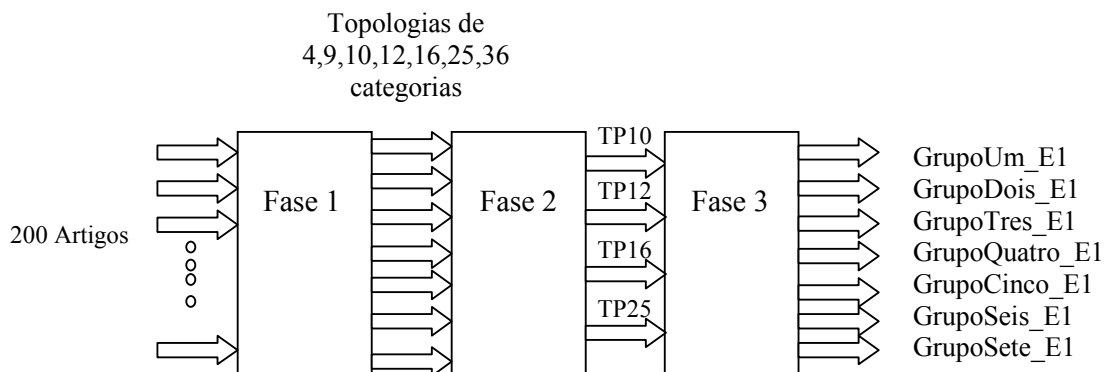 Topologias de
4,9,10,12,16,25,36
categorias
200 Artigos
Fase 1
Fase 2
TP10
TP12
TP16
TP25
Fase 3
GrupoUm_E1
GrupoDois_E1
GrupoTres_E1
GrupoQuatro_E1
GrupoCinco_E1
GrupoSeis_E1
GrupoSete_E1